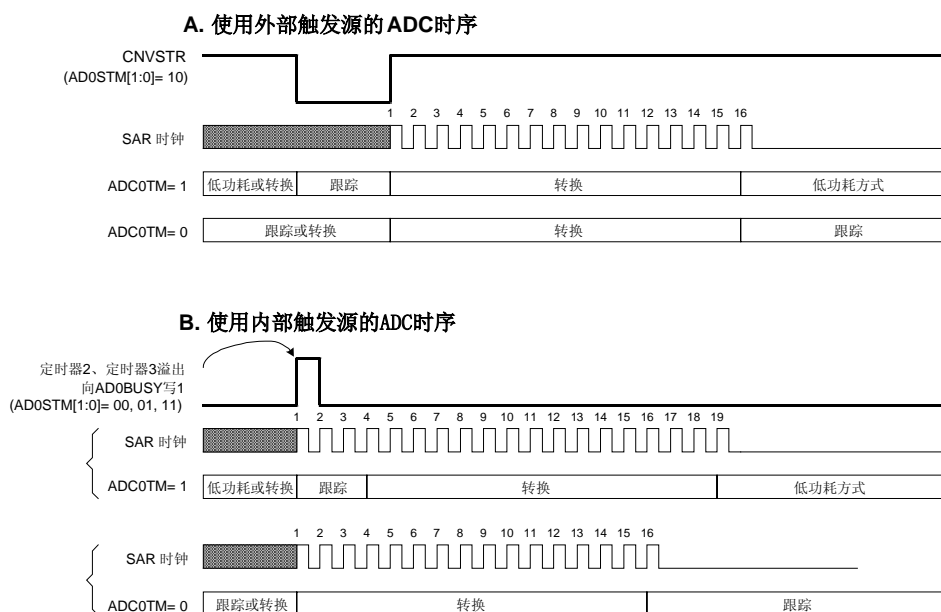 A. 使用外部触发源的ADC时序
CNVSTR
(AD0STM[1:0]= 10)
1 2 3 4 5 6 7 8 9 10 11 12 13 14 15 16
SAR 时钟
ADC0TM= 1 低功耗或转换 跟踪 转换 低功耗方式
ADC0TM= 0 跟踪或转换 转换 跟踪
B. 使用内部触发源的ADC时序
定时器2、定时器3溢出
向AD0BUSY写1
(AD0STM[1:0]= 00, 01, 11)
1 2 3 4 5 6 7 8 9 10 11 12 13 14 15 16 17 18 19
SAR 时钟
ADC0TM= 1 低功耗或转换 跟踪 转换 低功耗方式
1 2 3 4 5 6 7 8 9 10 11 12 13 14 15 16
SAR 时钟
ADC0TM= 0 跟踪或转换 转换 跟踪